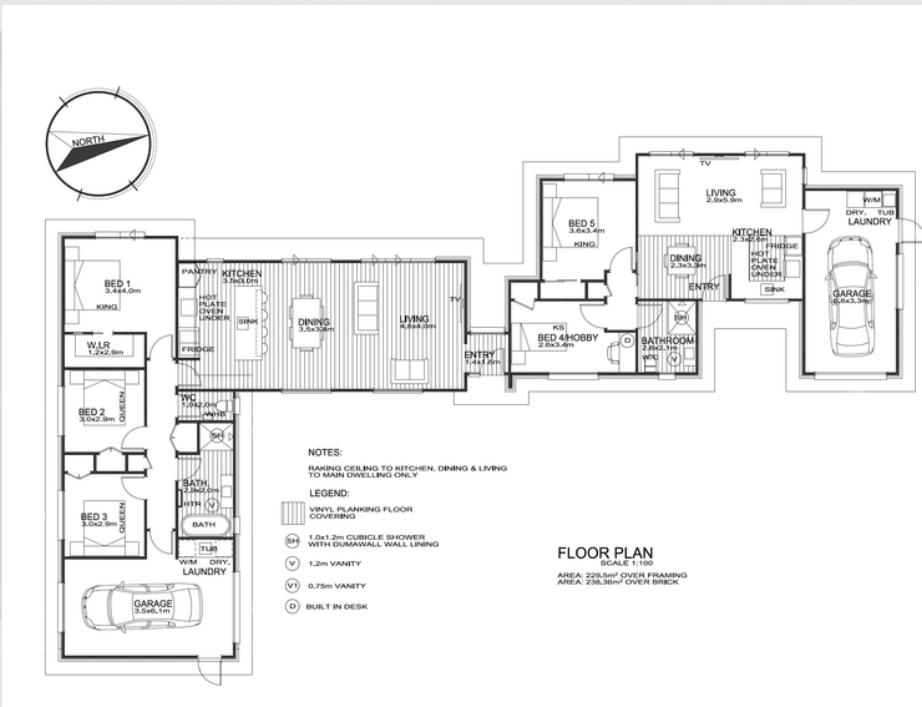 NORTH
TV
LIVING
2.9x5.9m
W/M
DRY. TUB
LAUNDRY
BED 5
3.6x3.4m
KING
KITCHEN
2.3x2.6m
FRIDGE
HOT
PLATE
OVEN
UNDER
SINK
DINING
2.3x3.3m
ENTRY
GARAGE
6.6x3.3m
BED 1
3.4x4.0m
KING
PANTRY
KITCHEN
3.5x3.0m
HOT
PLATE
OVEN
UNDER
SINK
FRIDGE
DINING
3.5x3.4m
LIVING
4.6x4.0m
TV
ENTRY
1.4x1.6m
KS
BED 4/HOBBY
2.6x3.4m
D
SH
BATHROOM
2.6x2.1m
W/C
V
W.I.R
1.2x2.9m
BED 2
3.0x2.9m
QUEEN
WC
1.0x2.0m
WHB
SH
BATH.
2.9x2.0m
HTR
V
BATH
BED 3
3.0x2.9m
QUEEN
TUB
W/M DRY.
LAUNDRY
GARAGE
3.5x6.1m
NOTES:
RAKING CEILING TO KITCHEN, DINING & LIVING
TO MAIN DWELLING ONLY
LEGEND:
VINYL PLANKING FLOOR
COVERING
SH 1.0x1.2m CUBICLE SHOWER
WITH DUMAWALL WALL LINING
V 1.2m VANITY
V1 0.75m VANITY
D BUILT IN DESK
FLOOR PLAN
SCALE 1:100
AREA: 229.5m² OVER FRAMING
AREA: 238.36m² OVER BRICK